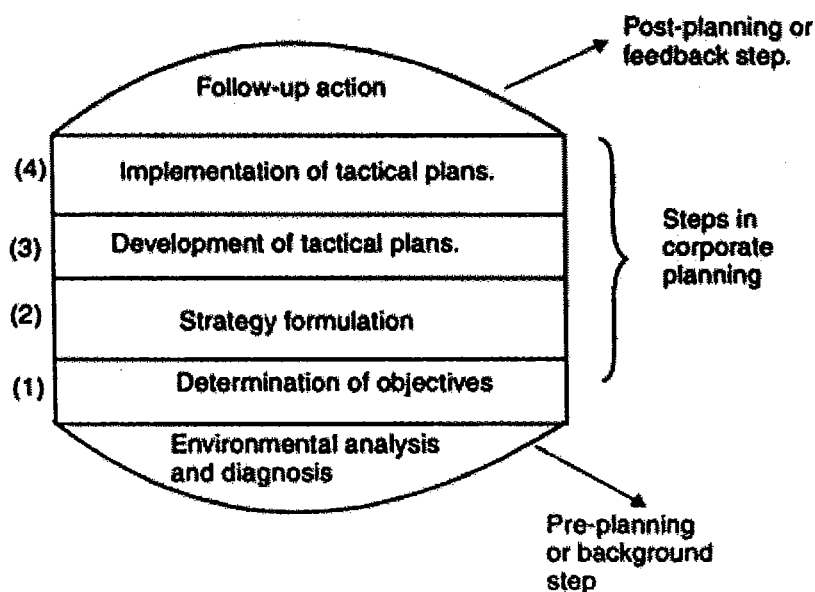 Post-planning or
feedback step.
Follow-up action
(4)
Implementation of tactical plans.
(3)
Development of tactical plans.
Steps in
corporate
planning
(2)
Strategy formulation
(1)
Determination of objectives
Environmental analysis
and diagnosis
Pre-planning
or background
step